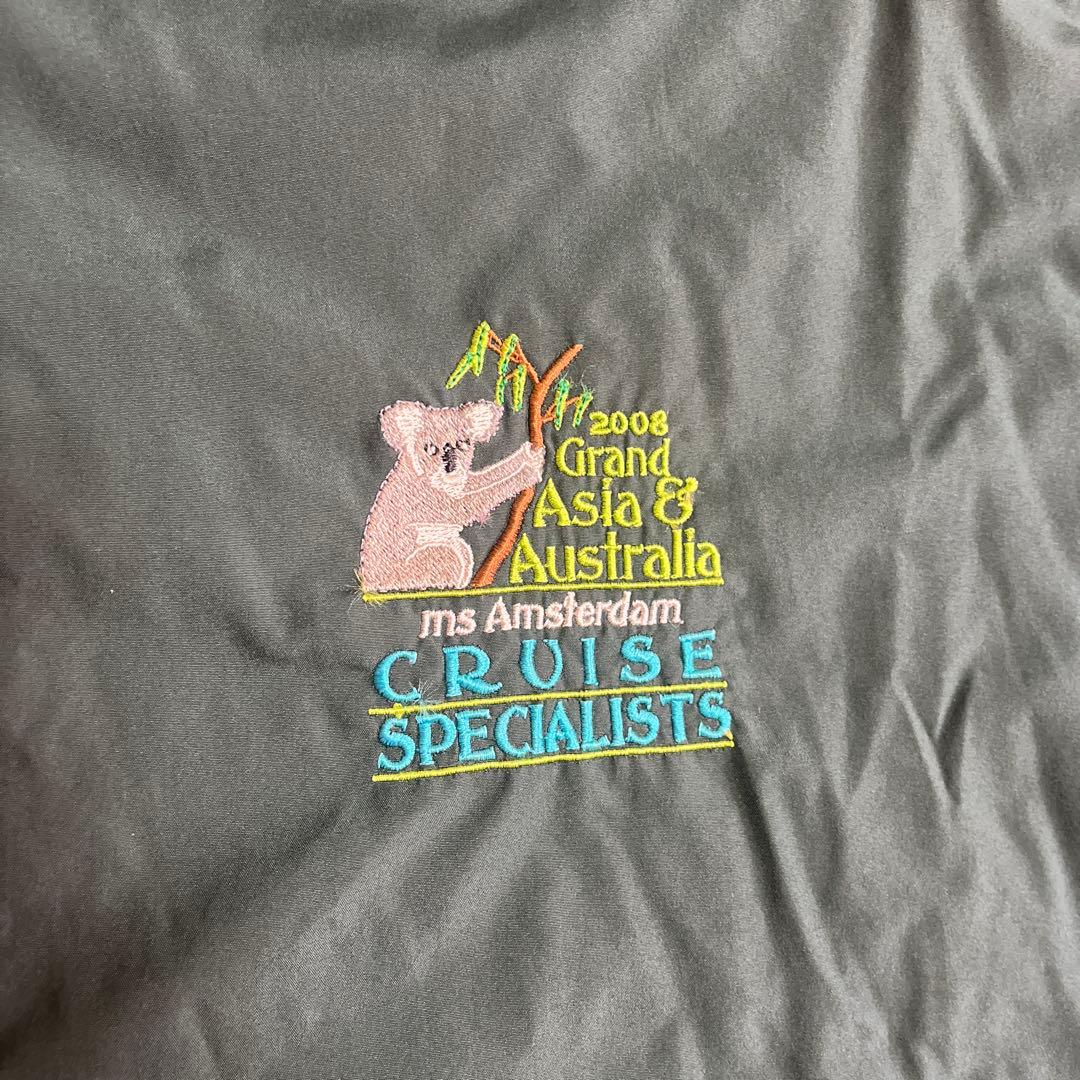 2008
Grand
Asia &
Australia
ms Amsterdam
CRUISE
SPECIALISTS